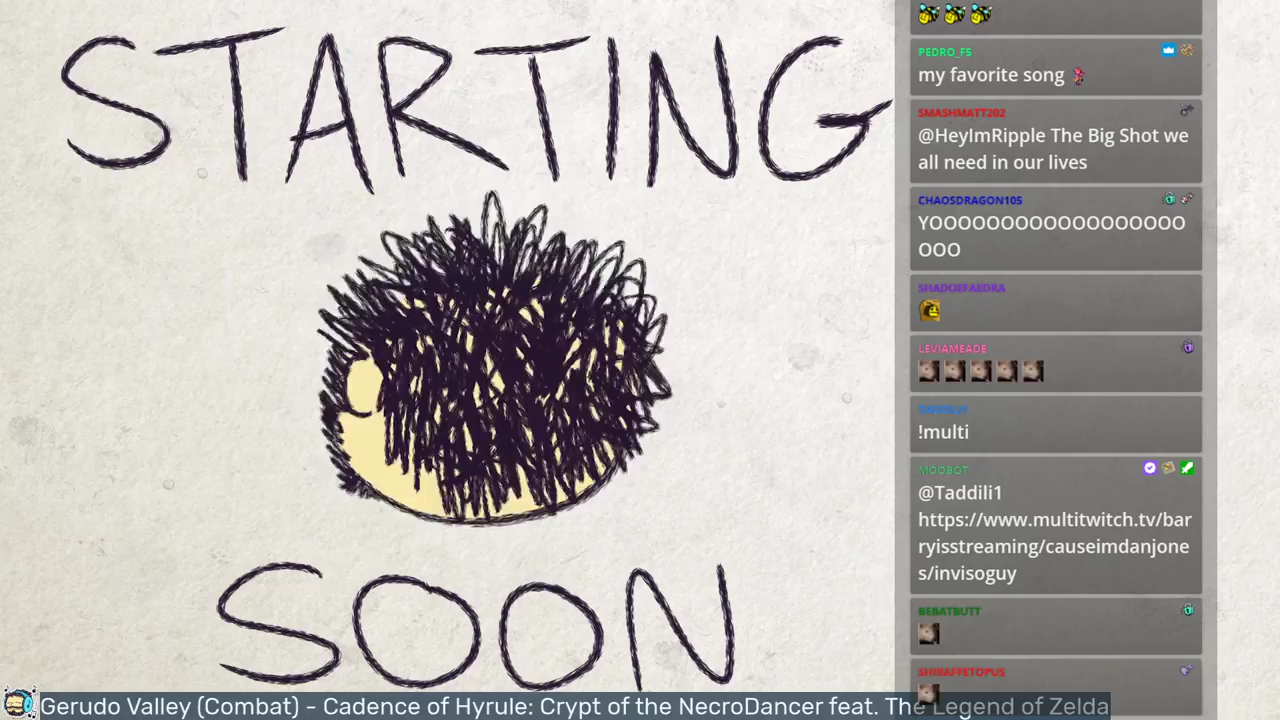 STARTING
SOON
PEDRO_FS
my favorite song
SMASHMATT202
@HeyImRipple The Big Shot we
all need in our lives
CHAOSDRAGON105
YOOOOOOOOOOOOOOOOOO
OOO
SHADOEFAEDRA
LEVIAMEADE
TADDILI1
!multi
MOOBOT
@Taddili1
https://www.multitwitch.tv/bar
ryisstreaming/causeimdanjone
s/invisoguy
BEBATBUTT
SHIBAFFETOPUS
Gerudo Valley (Combat) - Cadence of Hyrule: Crypt of the NecroDancer feat. The Legend of Zelda